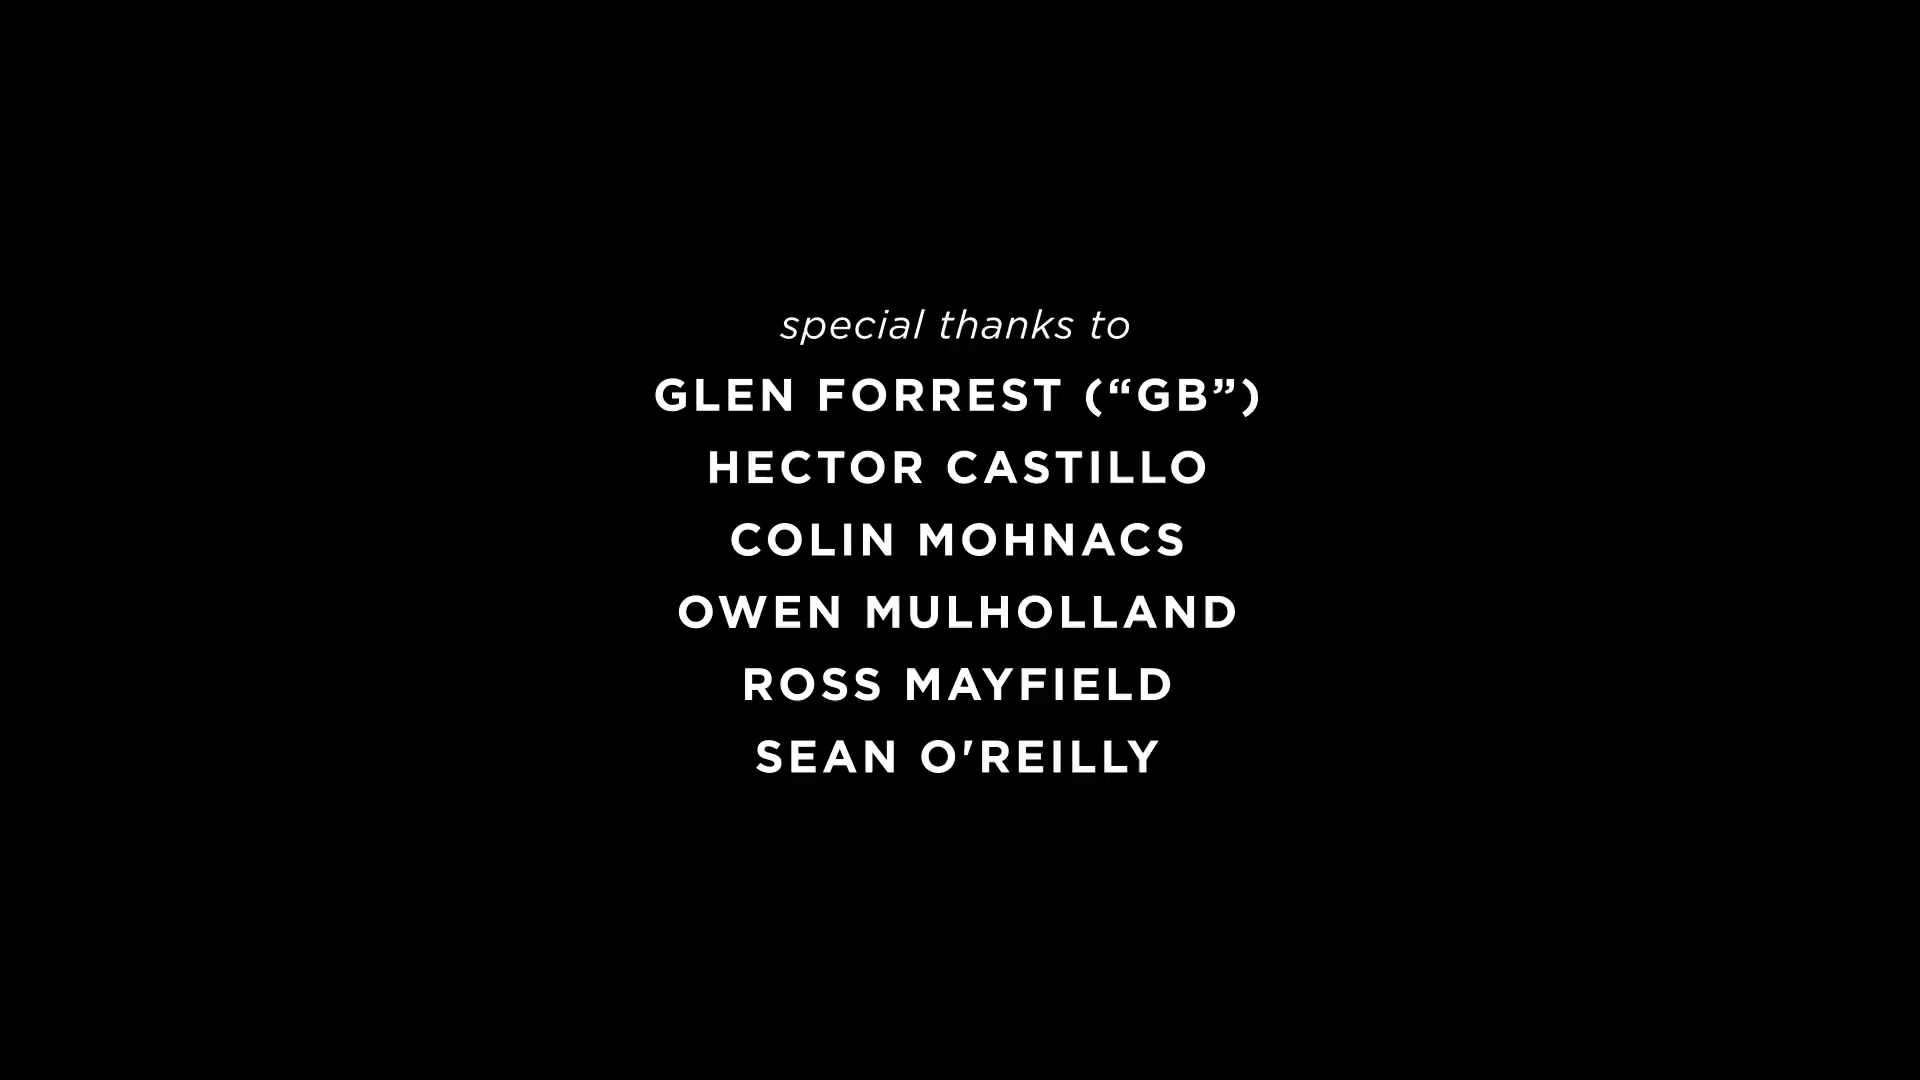 special thanks to
GLEN FORREST (“GB”)
HECTOR CASTILLO
COLIN MOHNACS
OWEN MULHOLLAND
ROSS MAYFIELD
SEAN O'REILLY